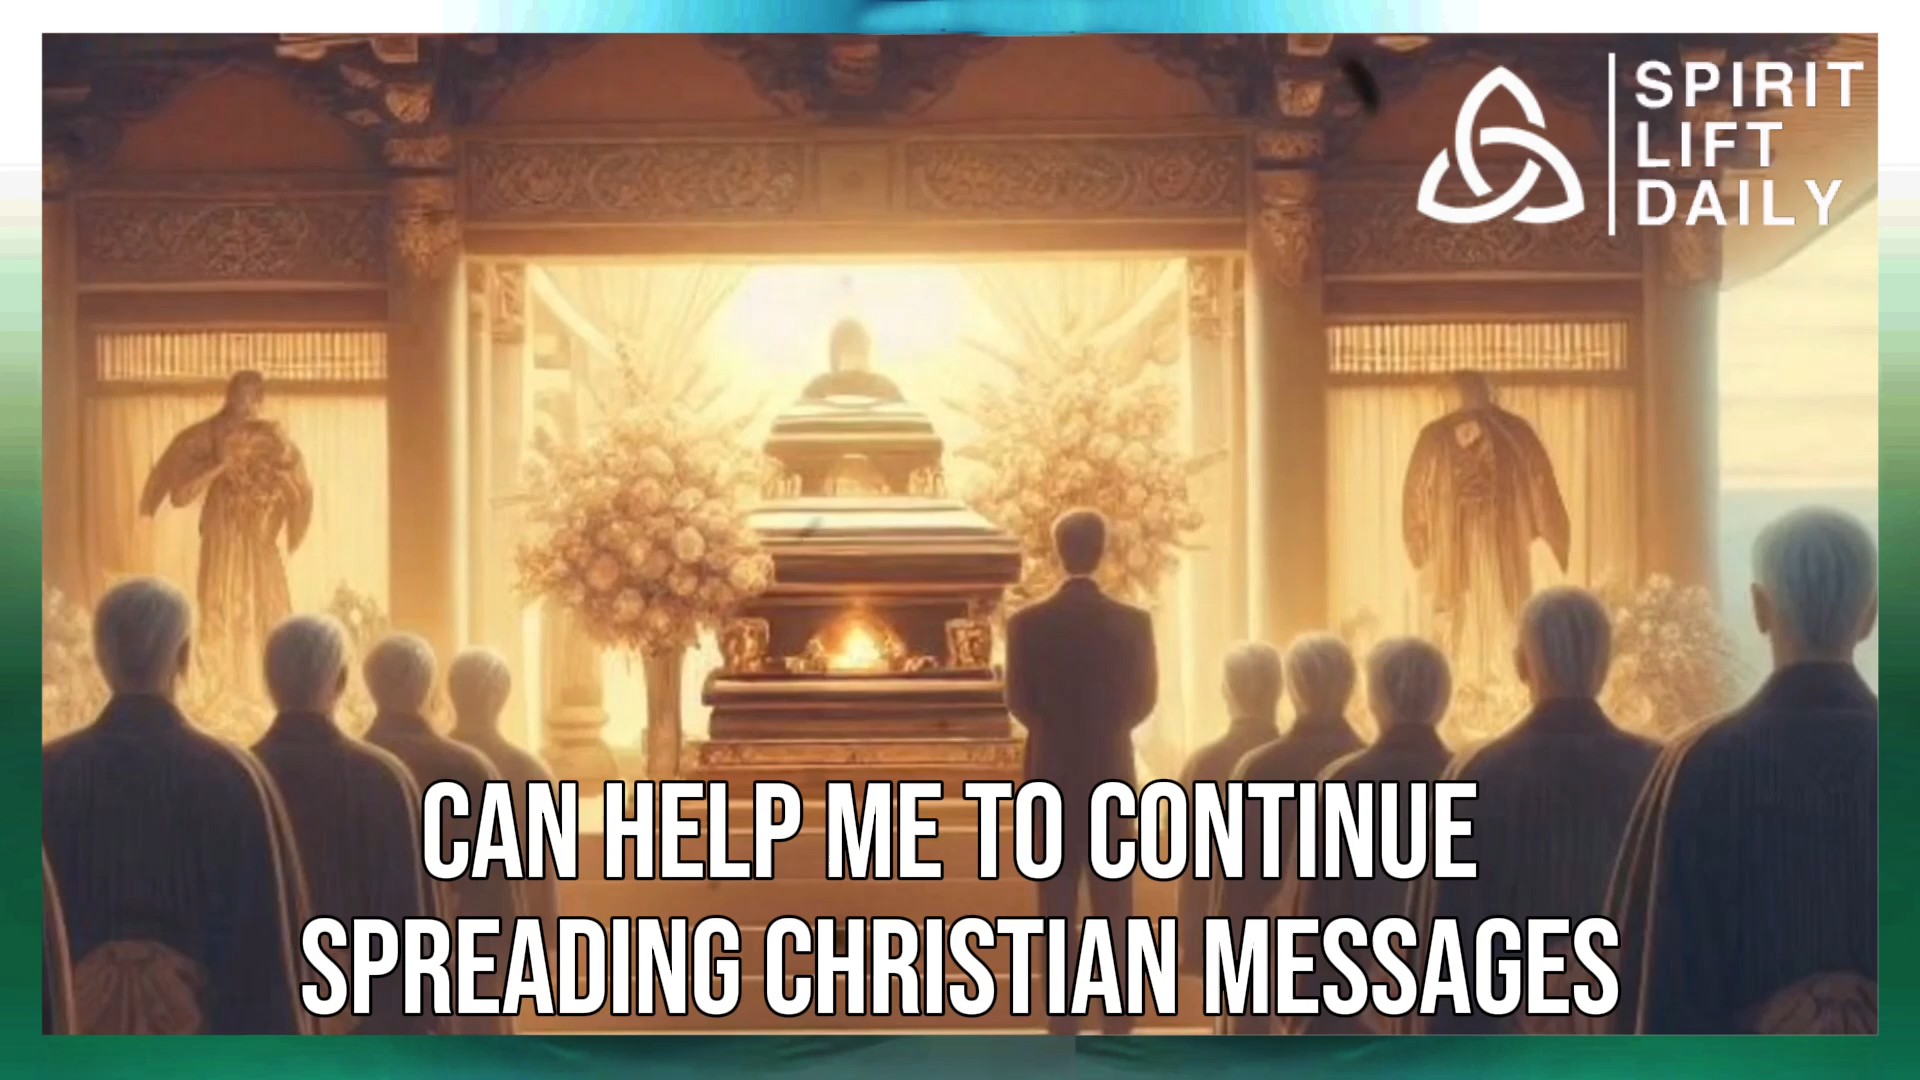 SPIRIT
LIFT
DAILY
CAN HELP ME TO CONTINUE
SPREADING CHRISTIAN MESSAGES